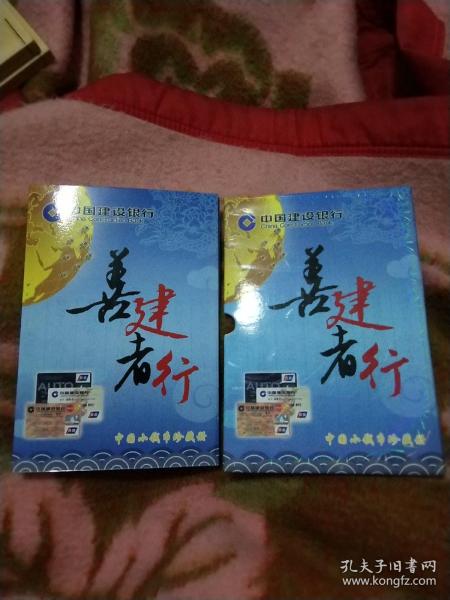 中国建设银行
China Construction Bank
善建者行
中国小钱币珍藏册
中国建设银行
China Construction Bank
善建者行
中国小钱币珍藏册
孔夫子旧书网
www.kongfz.com